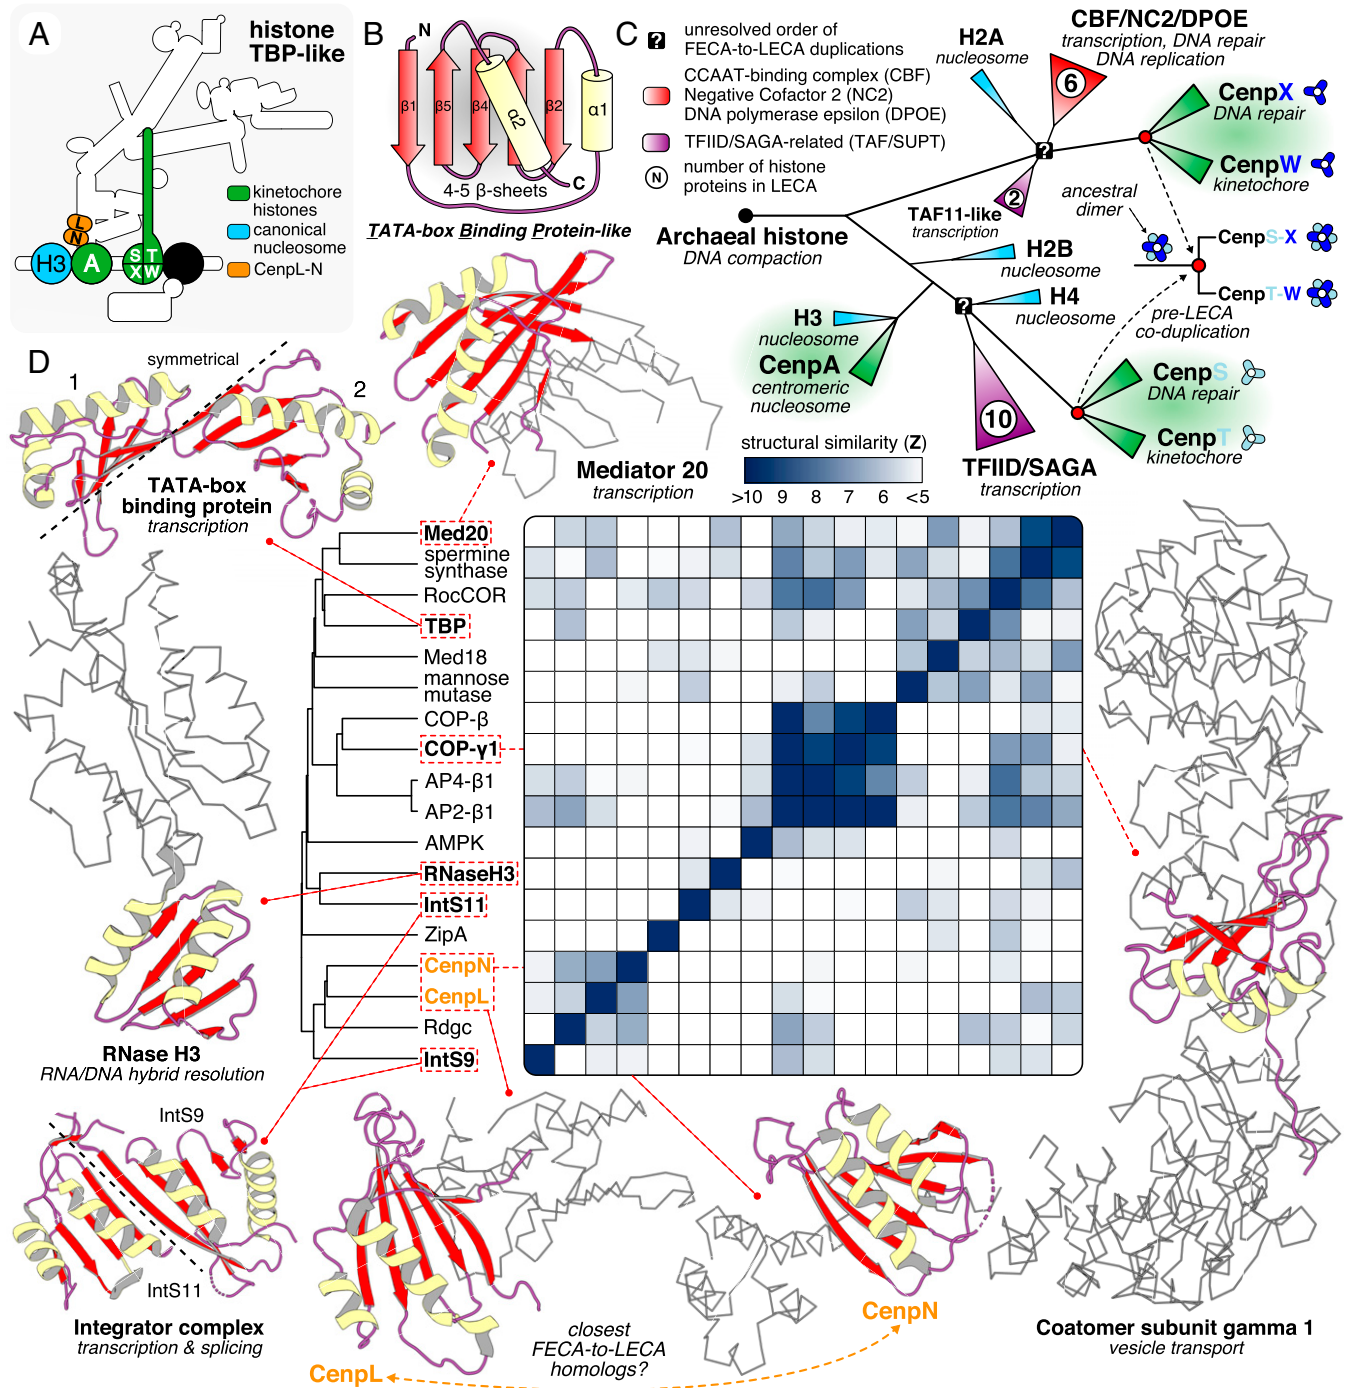 A
histone
TBP-like
L
N
H3
A
S
T
X
W
kinetochore
histones
canonical
nucleosome
CenpL-N
B
N
β1
β5
β4
α2
β2
α1
C
4-5 β-sheets
TATA-box Binding Protein-like
C
?
unresolved order of
FECA-to-LECA duplications
CCAAT-binding complex (CBF)
Negative Cofactor 2 (NC2)
DNA polymerase epsilon (DPOE)
TFIID/SAGA-related (TAF/SUPT)
N
number of histone
proteins in LECA
CBF/NC2/DPOE
transcription, DNA repair
DNA replication
H2A
nucleosome
6
CenpX
DNA repair
?
CenpW
kinetochore
2
TAF11-like
transcription
ancestral
dimer
Archaeal histone
DNA compaction
CenpS-X
H2B
nucleosome
CenpT-W
H4
nucleosome
pre-LECA
co-duplication
?
H3
nucleosome
CenpA
centromeric
nucleosome
CenpS
DNA repair
10
CenpT
kinetochore
TFIID/SAGA
transcription
D
symmetrical
1
2
TATA-box
binding protein
transcription
Mediator 20
transcription
structural similarity (Z)
>10 9 8 7 6 <5
Med20
spermine
synthase
RocCOR
TBP
Med18
mannose
mutase
COP-β
COP-γ1
AP4-β1
AP2-β1
AMPK
RNaseH3
IntS11
ZipA
CenpN
CenpL
Rdgc
IntS9
RNase H3
RNA/DNA hybrid resolution
IntS9
IntS11
Integrator complex
transcription & splicing
CenpL
closest
FECA-to-LECA
homologs?
CenpN
Coatomer subunit gamma 1
vesicle transport